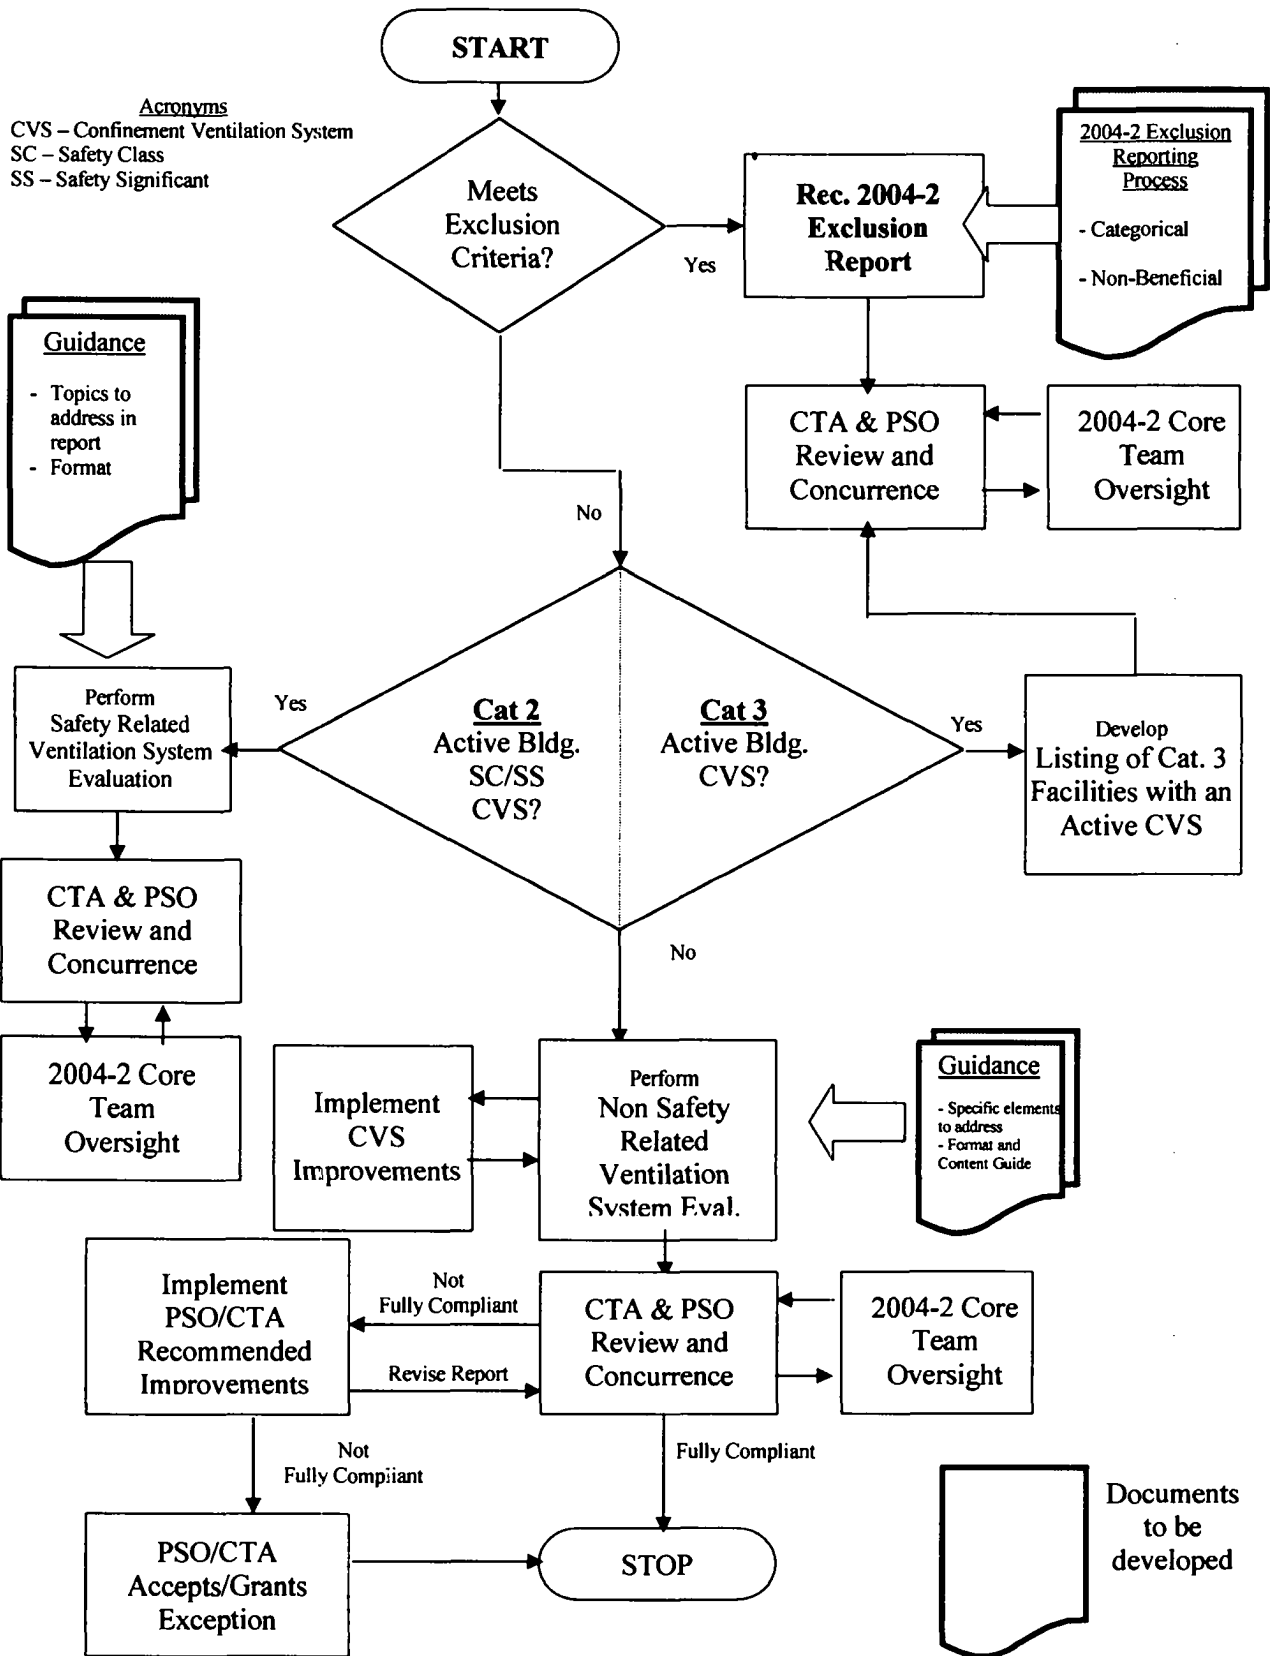 START
Acronyms
CVS – Confinement Ventilation System
SC – Safety Class
SS – Safety Significant
Meets
Exclusion
Criteria?
Yes
Rec. 2004-2
Exclusion
Report
2004-2 Exclusion
Reporting
Process
- Categorical
- Non-Beneficial
Guidance
- Topics to
address in
report
- Format
CTA & PSO
Review and
Concurrence
2004-2 Core
Team
Oversight
No
Perform
Safety Related
Ventilation System
Evaluation
Yes
Cat 2
Active Bldg.
SC/SS
CVS?
Cat 3
Active Bldg.
CVS?
Yes
Develop
Listing of Cat. 3
Facilities with an
Active CVS
CTA & PSO
Review and
Concurrence
No
2004-2 Core
Team
Oversight
Implement
CVS
Improvements
Perform
Non Safety
Related
Ventilation
System Eval.
Guidance
- Specific elements
to address
- Format and
Content Guide
Implement
PSO/CTA
Recommended
Improvements
Not
Fully Compliant
Revise Report
CTA & PSO
Review and
Concurrence
2004-2 Core
Team
Oversight
Not
Fully Compliant
Fully Compliant
PSO/CTA
Accepts/Grants
Exception
STOP
Documents
to be
developed